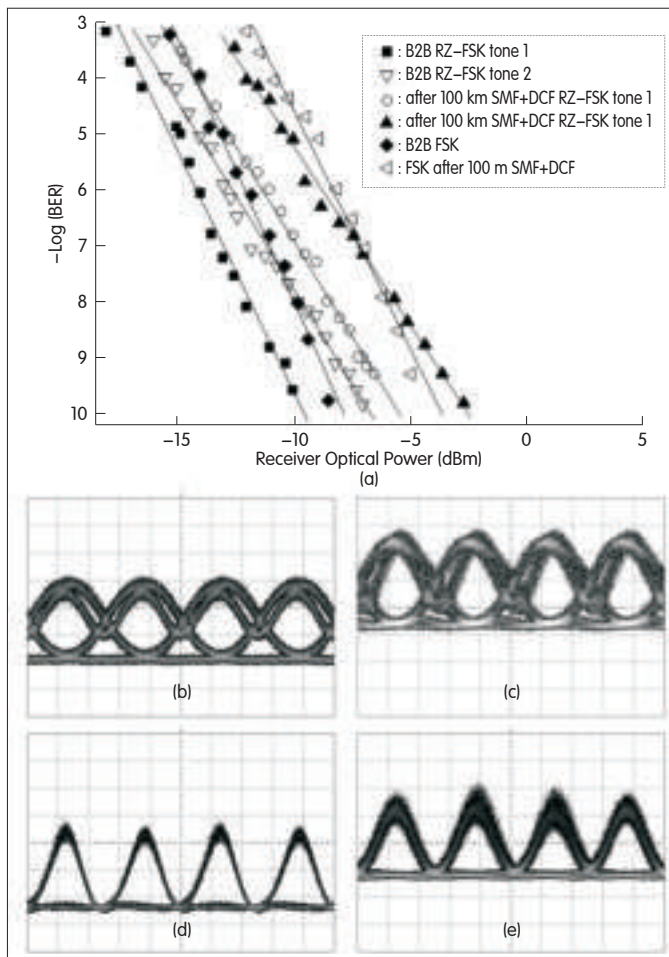 3
4
5
6
7
8
9
10
−Log (BER)
: B2B RZ–FSK tone 1
: B2B RZ–FSK tone 2
: after 100 km SMF+DCF RZ–FSK tone 1
: after 100 km SMF+DCF RZ–FSK tone 1
: B2B FSK
: FSK after 100 m SMF+DCF
−15 −10 −5 0 5
Receiver Optical Power (dBm)
(a)
(b)
(c)
(d)
(e)